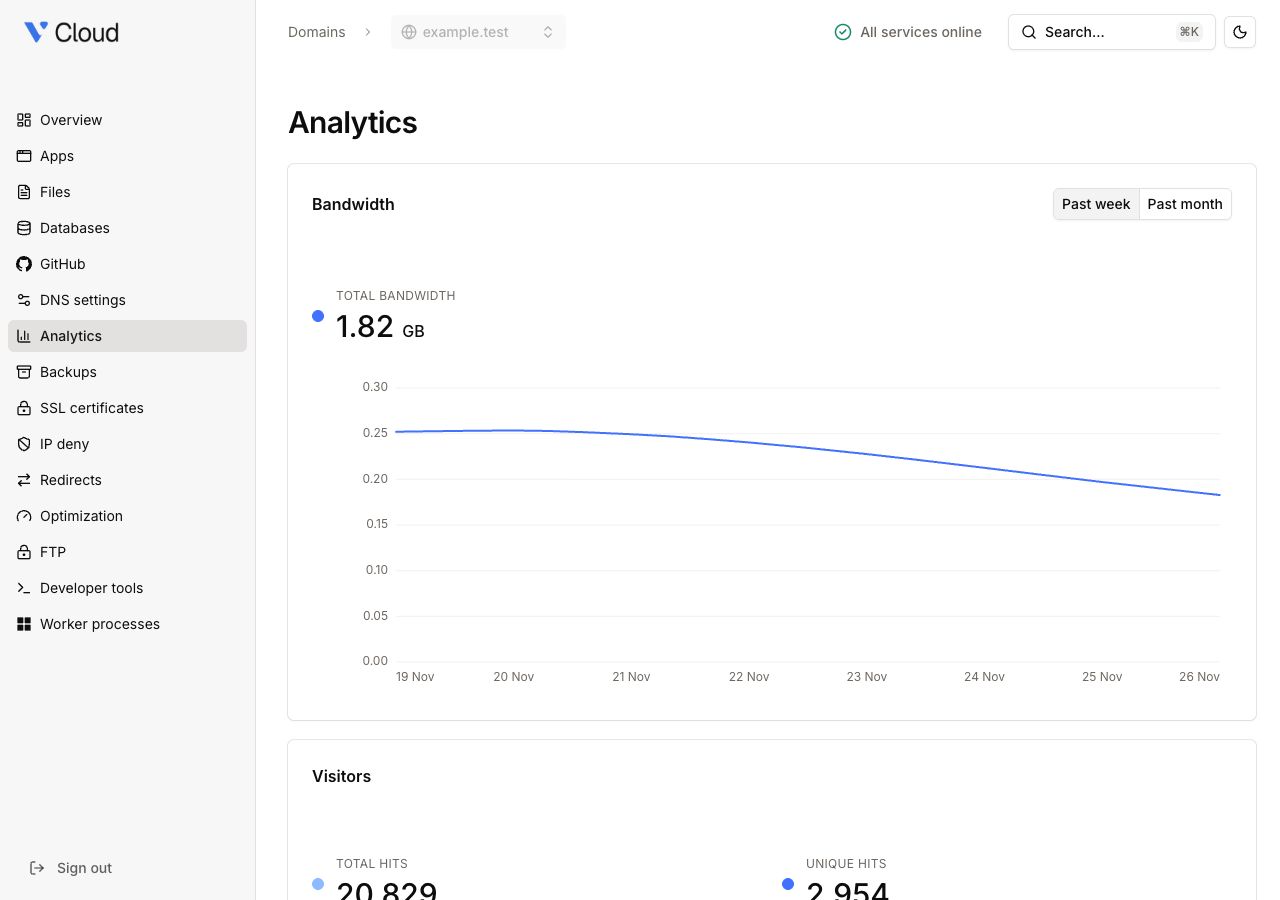 Cloud
Domains
example.test
All services online
Search...
⌘K
Overview
Apps
Files
Databases
GitHub
DNS settings
Analytics
Backups
SSL certificates
IP deny
Redirects
Optimization
FTP
Developer tools
Worker processes
Sign out
Analytics
Bandwidth
Past week
Past month
TOTAL BANDWIDTH
1.82 GB
0.30
0.25
0.20
0.15
0.10
0.05
0.00
19 Nov
20 Nov
21 Nov
22 Nov
23 Nov
24 Nov
25 Nov
26 Nov
Visitors
TOTAL HITS
20,829
UNIQUE HITS
2,954